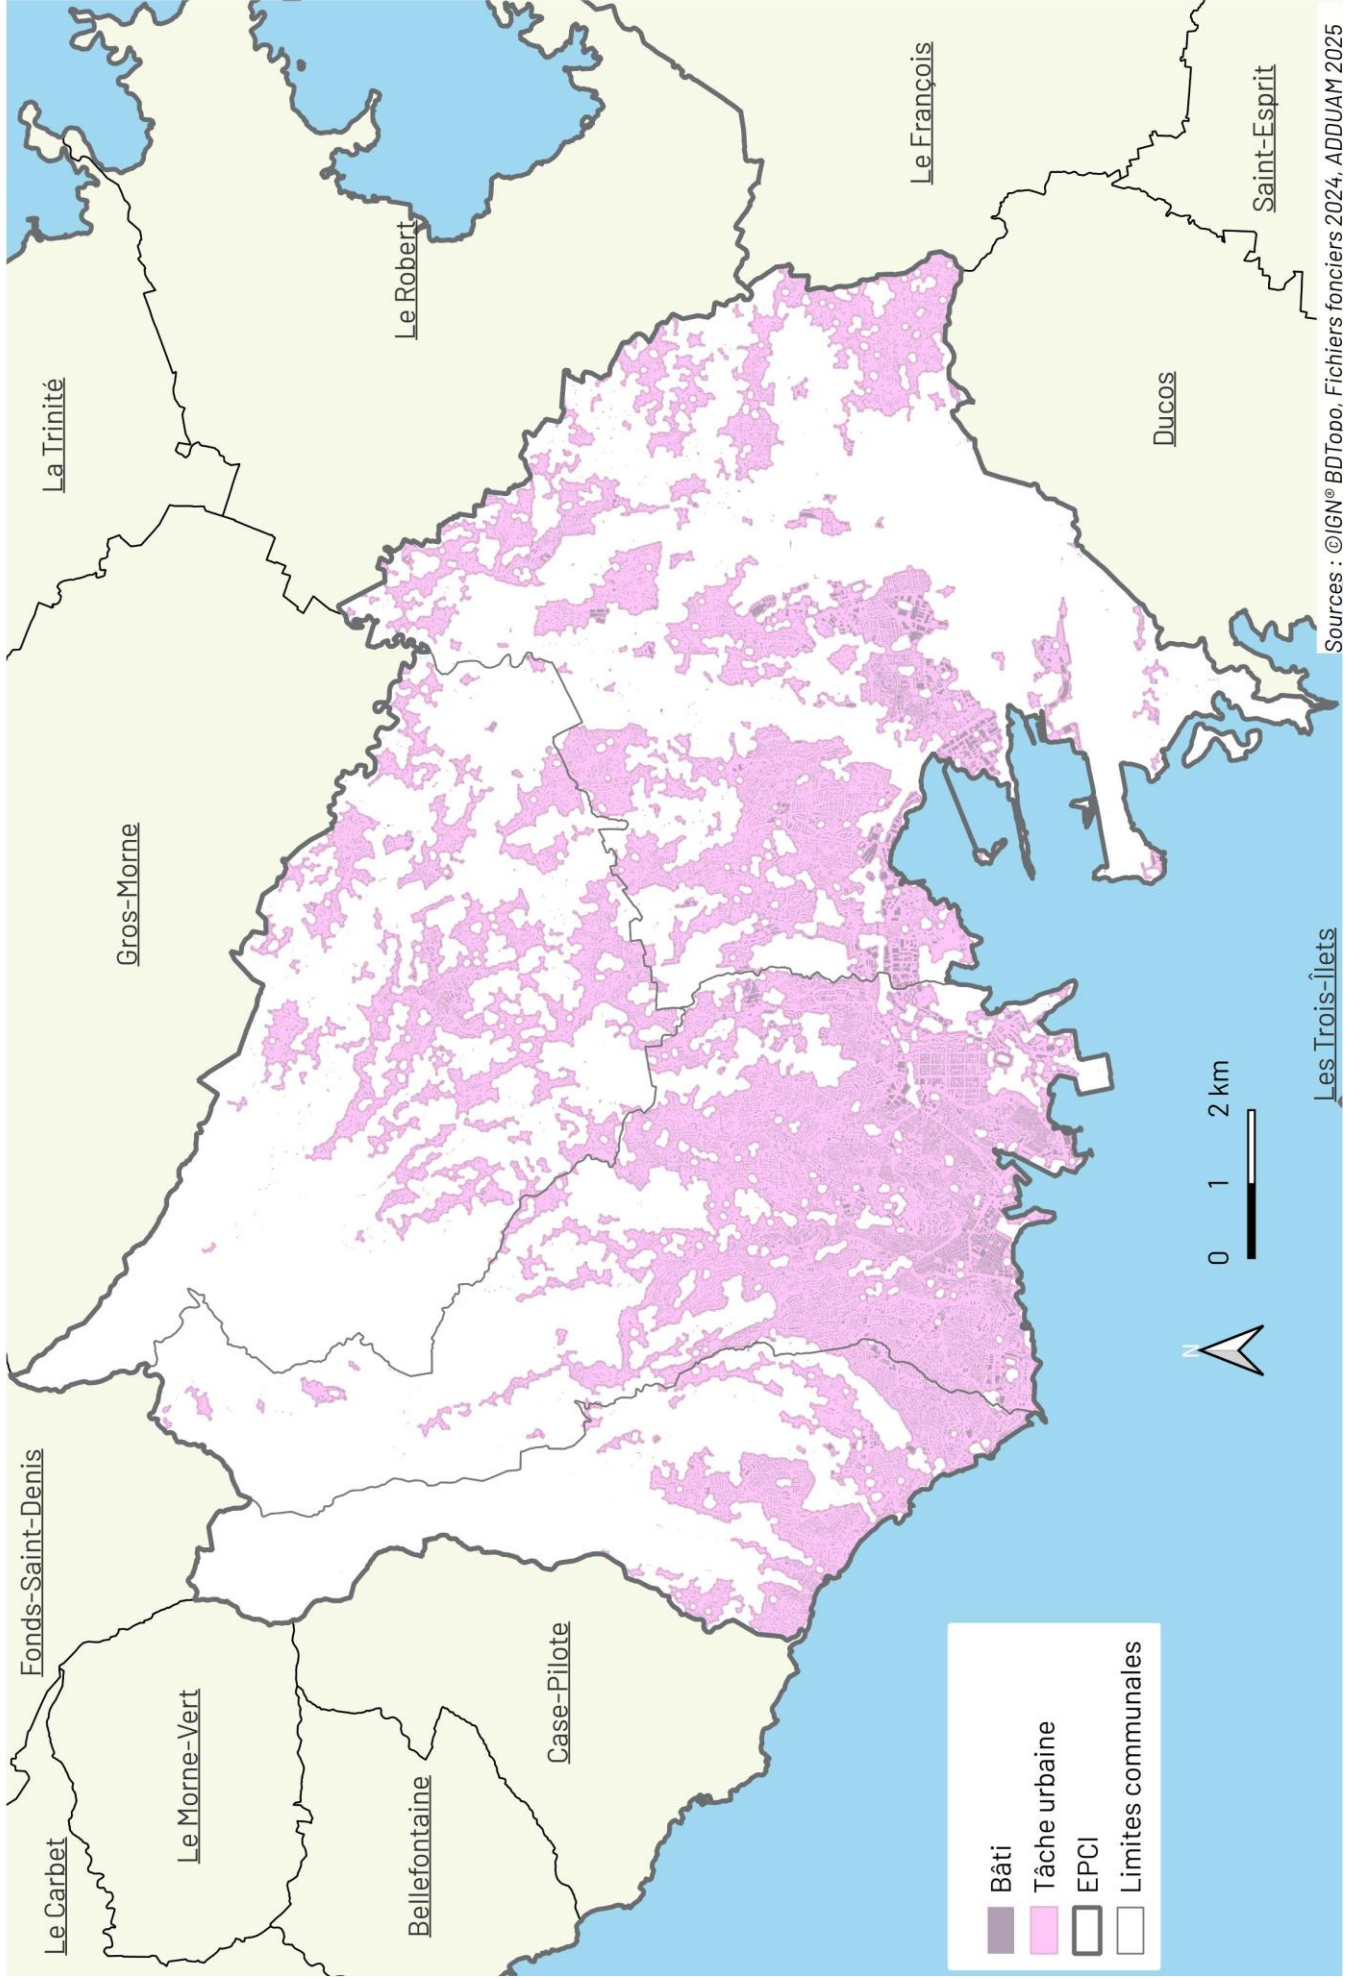 Fonds-Saint-Denis
Gros-Morne
La Trinité
Le Carbet
Le Morne-Vert
Le Robert
Bellefontaine
Case-Pilote
Le François
Ducos
Saint-Esprit
Les Trois-îlets
Bâti
Tâche urbaine
EPCI
Limites communales
N
0 1 2 km
Sources : ©IGN® BDTopo, Fichiers fonciers 2024, ADDUAM 2025